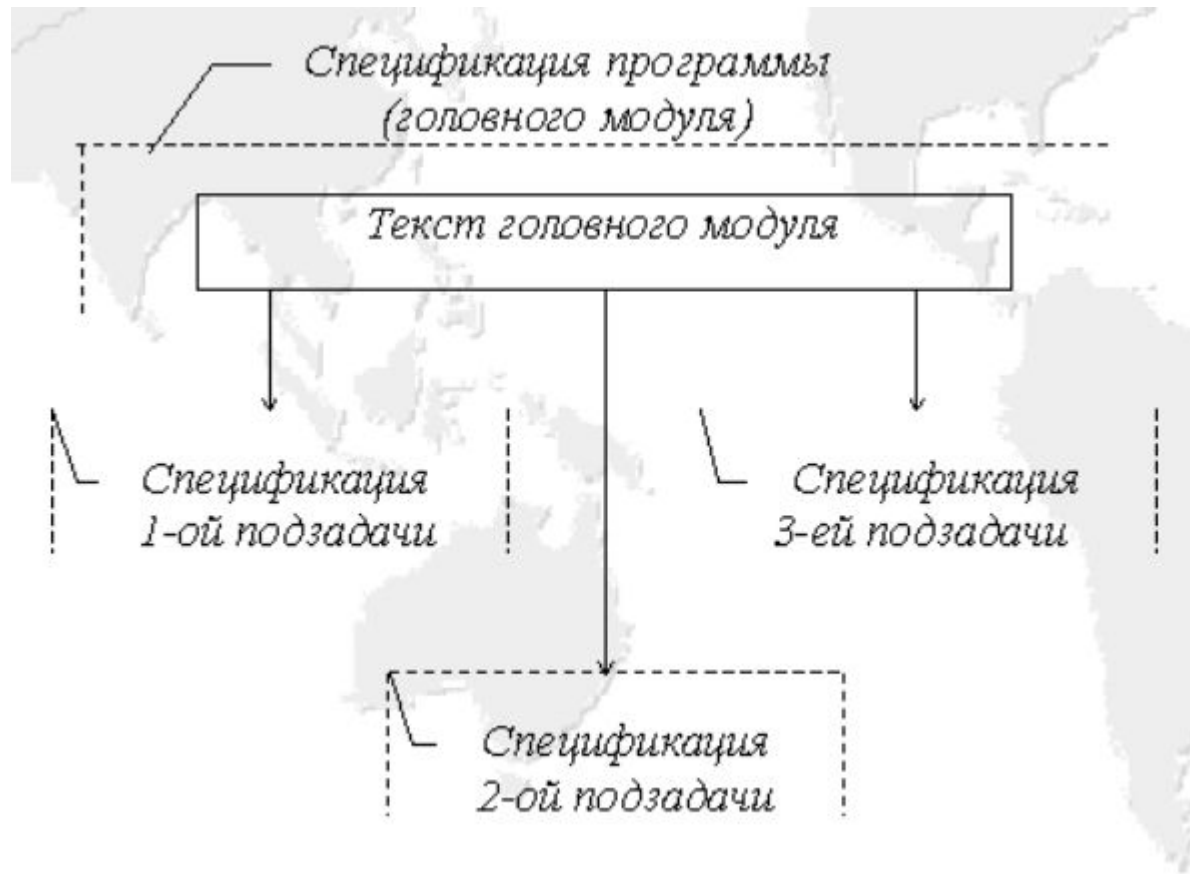 Спецификация программы
(головного модуля)
Текст головного модуля
Спецификация
1-ой подзадачи
Спецификация
3-ей подзадачи
Спецификация
2-ой подзадачи